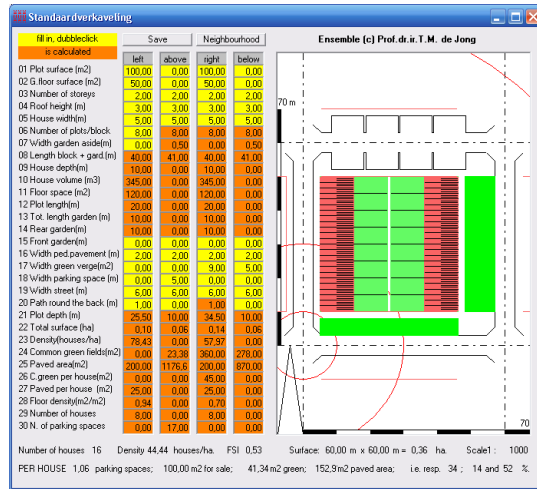 Standaardverkaveling
fill in, dubbleclick Save Neighbourhood Ensemble (c) Prof.dr.ir.T.M. de Jong
is calculated
left above right below
01 Plot surface (m2) 100,00 0,00 100,00 0,00
02 G.floor surface (m2) 50,00 0,00 50,00 0,00
03 Number of storeys 2,00 2,00 2,00 2,00
04 Roof height (m) 3,00 3,00 3,00 3,00
05 House width(m) 5,00 5,00 5,00 5,00
06 Number of plots/block 8,00 8,00 8,00 8,00
07 Width garden aside(m) 0,00 0,50 0,00 0,50
08 Length block + gard.(m) 40,00 41,00 40,00 41,00
09 House depth(m) 10,00 0,00 10,00 0,00
10 House volume (m3) 345,00 0,00 345,00 0,00
11 Floor space (m2) 120,00 0,00 120,00 0,00
12 Plot length(m) 20,00 0,00 20,00 0,00
13 Tot. length garden (m) 10,00 0,00 10,00 0,00
14 Rear garden(m) 10,00 0,00 10,00 0,00
15 Front garden(m) 0,00 0,00 0,00 0,00
16 Width ped.pavement (m) 2,00 2,00 2,00 2,00
17 Width green verge(m2) 0,00 0,00 9,00 5,00
18 Width parking space (m) 0,00 5,00 0,00 0,00
19 Width street (m) 6,00 6,00 6,00 6,00
20 Path round the back (m) 1,00 0,00 1,00 0,00
21 Plot depth (m) 25,50 10,00 34,50 10,00
22 Total surface (ha) 0,10 0,06 0,14 0,06
23 Density(houses/ha) 78,43 0,00 57,97 0,00
24 Common green fields(m2) 0,00 23,38 360,00 278,00
25 Paved area(m2) 200,00 1176,6 200,00 870,00
26 C.green per house(m2) 0,00 0,00 45,00 0,00
27 Paved per house (m2) 25,00 0,00 25,00 0,00
28 Floor density(m2/m2) 0,94 0,00 0,70 0,00
29 Number of houses 8,00 0,00 8,00 0,00
30 N. of parking spaces 0,00 17,00 0,00 0,00
70 m
70
Number of houses 16 Density 44,44 houses/ha. FSI 0,53 Surface: 60,00 m x 60,00 m = 0,36 ha. Scale1 : 1000
PER HOUSE 1,06 parking spaces; 100,00 m2 for sale; 41,34 m2 green; 152,9 m2 paved area; i.e. resp. 34 ; 14 and 52 %.